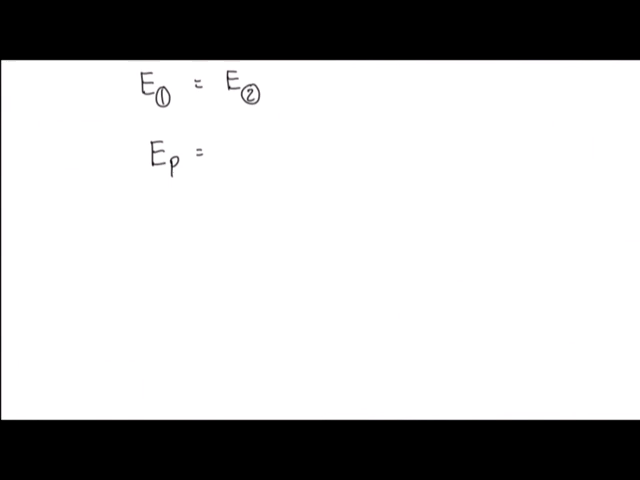 E① = E②
Ep =